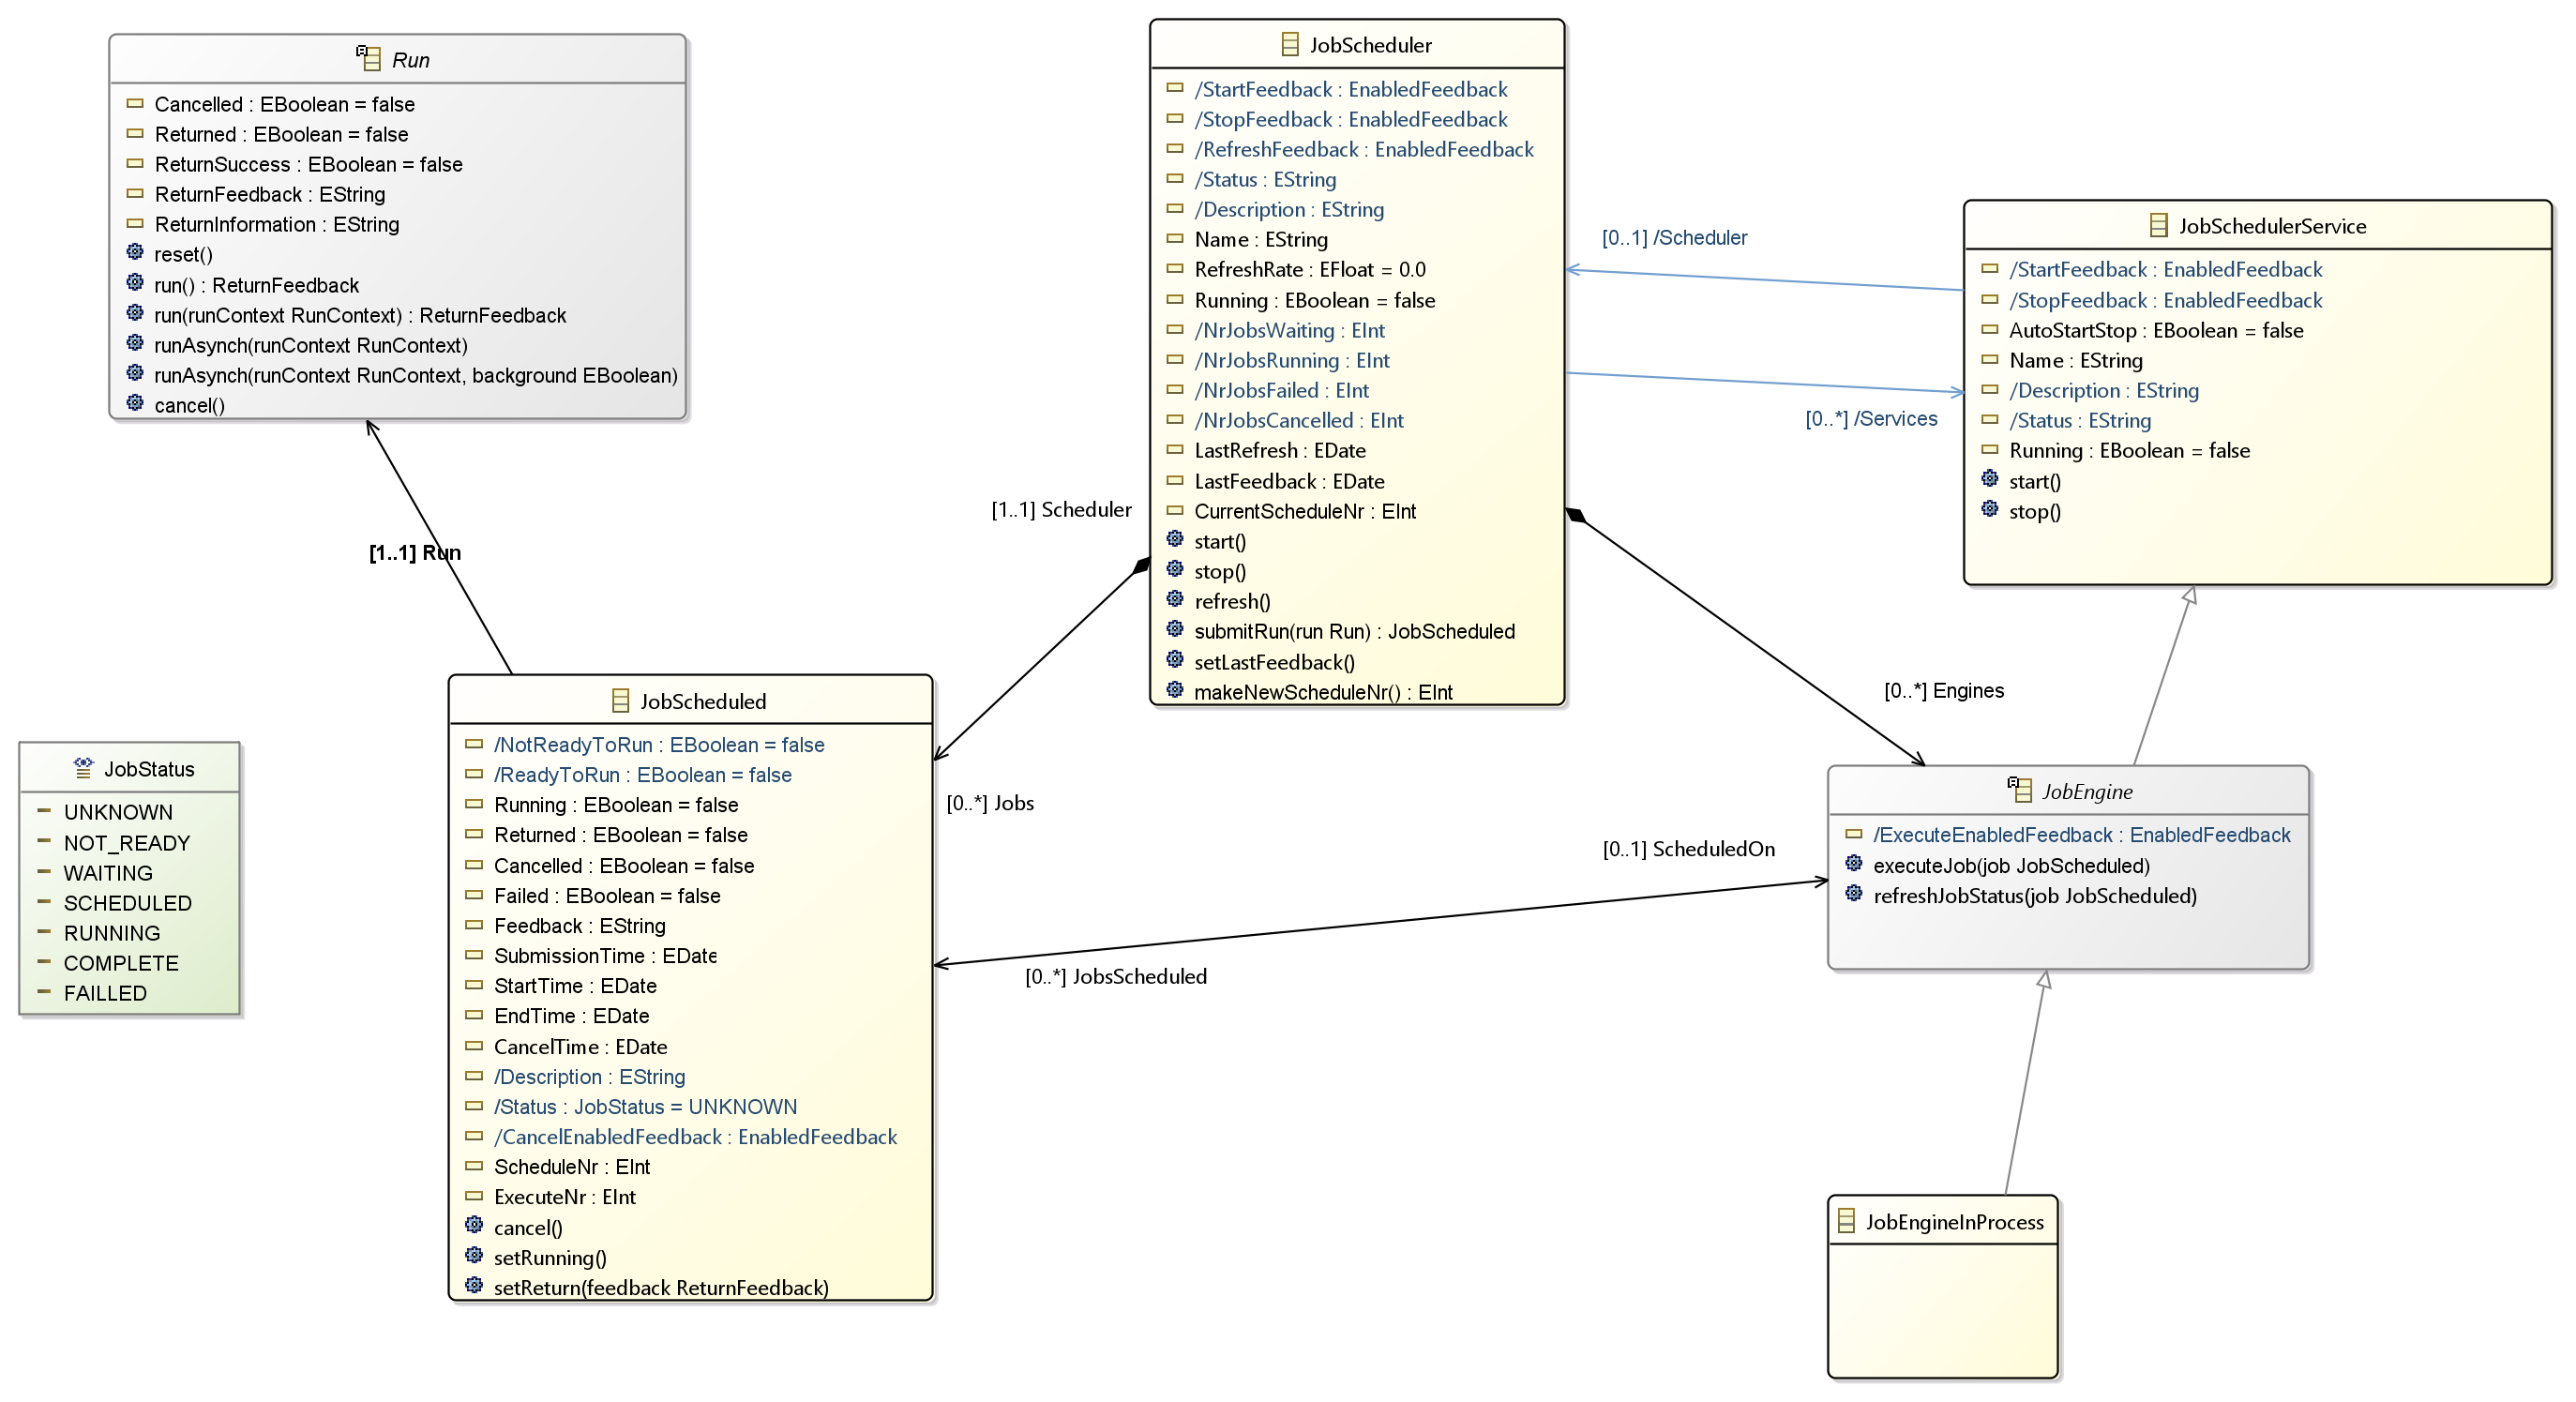 Run
Cancelled : EBoolean = false
Returned : EBoolean = false
ReturnSuccess : EBoolean = false
ReturnFeedback : EString
ReturnInformation : EString
reset()
run() : ReturnFeedback
run(runContext RunContext) : ReturnFeedback
runAsynch(runContext RunContext)
runAsynch(runContext RunContext, background EBoolean)
cancel()
JobScheduler
/StartFeedback : EnabledFeedback
/StopFeedback : EnabledFeedback
/RefreshFeedback : EnabledFeedback
/Status : EString
/Description : EString
Name : EString
RefreshRate : EFloat = 0.0
Running : EBoolean = false
/NrJobsWaiting : EInt
/NrJobsRunning : EInt
/NrJobsFailed : EInt
/NrJobsCancelled : EInt
LastRefresh : EDate
LastFeedback : EDate
CurrentScheduleNr : EInt
start()
stop()
refresh()
submitRun(run Run) : JobScheduled
setLastFeedback()
makeNewScheduleNr() : EInt
[0..1] /Scheduler
[0..*] /Services
JobSchedulerService
/StartFeedback : EnabledFeedback
/StopFeedback : EnabledFeedback
AutoStartStop : EBoolean = false
Name : EString
/Description : EString
/Status : EString
Running : EBoolean = false
start()
stop()
[1..1] Scheduler
[1..1] Run
[0..*] Engines
JobStatus
UNKNOWN
NOT_READY
WAITING
SCHEDULED
RUNNING
COMPLETE
FAILLED
JobScheduled
/NotReadyToRun : EBoolean = false
/ReadyToRun : EBoolean = false
Running : EBoolean = false
Returned : EBoolean = false
Cancelled : EBoolean = false
Failed : EBoolean = false
Feedback : EString
SubmissionTime : EDate
StartTime : EDate
EndTime : EDate
CancelTime : EDate
/Description : EString
/Status : JobStatus = UNKNOWN
/CancelEnabledFeedback : EnabledFeedback
ScheduleNr : EInt
ExecuteNr : EInt
cancel()
setRunning()
setReturn(feedback ReturnFeedback)
[0..*] Jobs
[0..1] ScheduledOn
[0..*] JobsScheduled
JobEngine
/ExecuteEnabledFeedback : EnabledFeedback
executeJob(job JobScheduled)
refreshJobStatus(job JobScheduled)
JobEngineInProcess